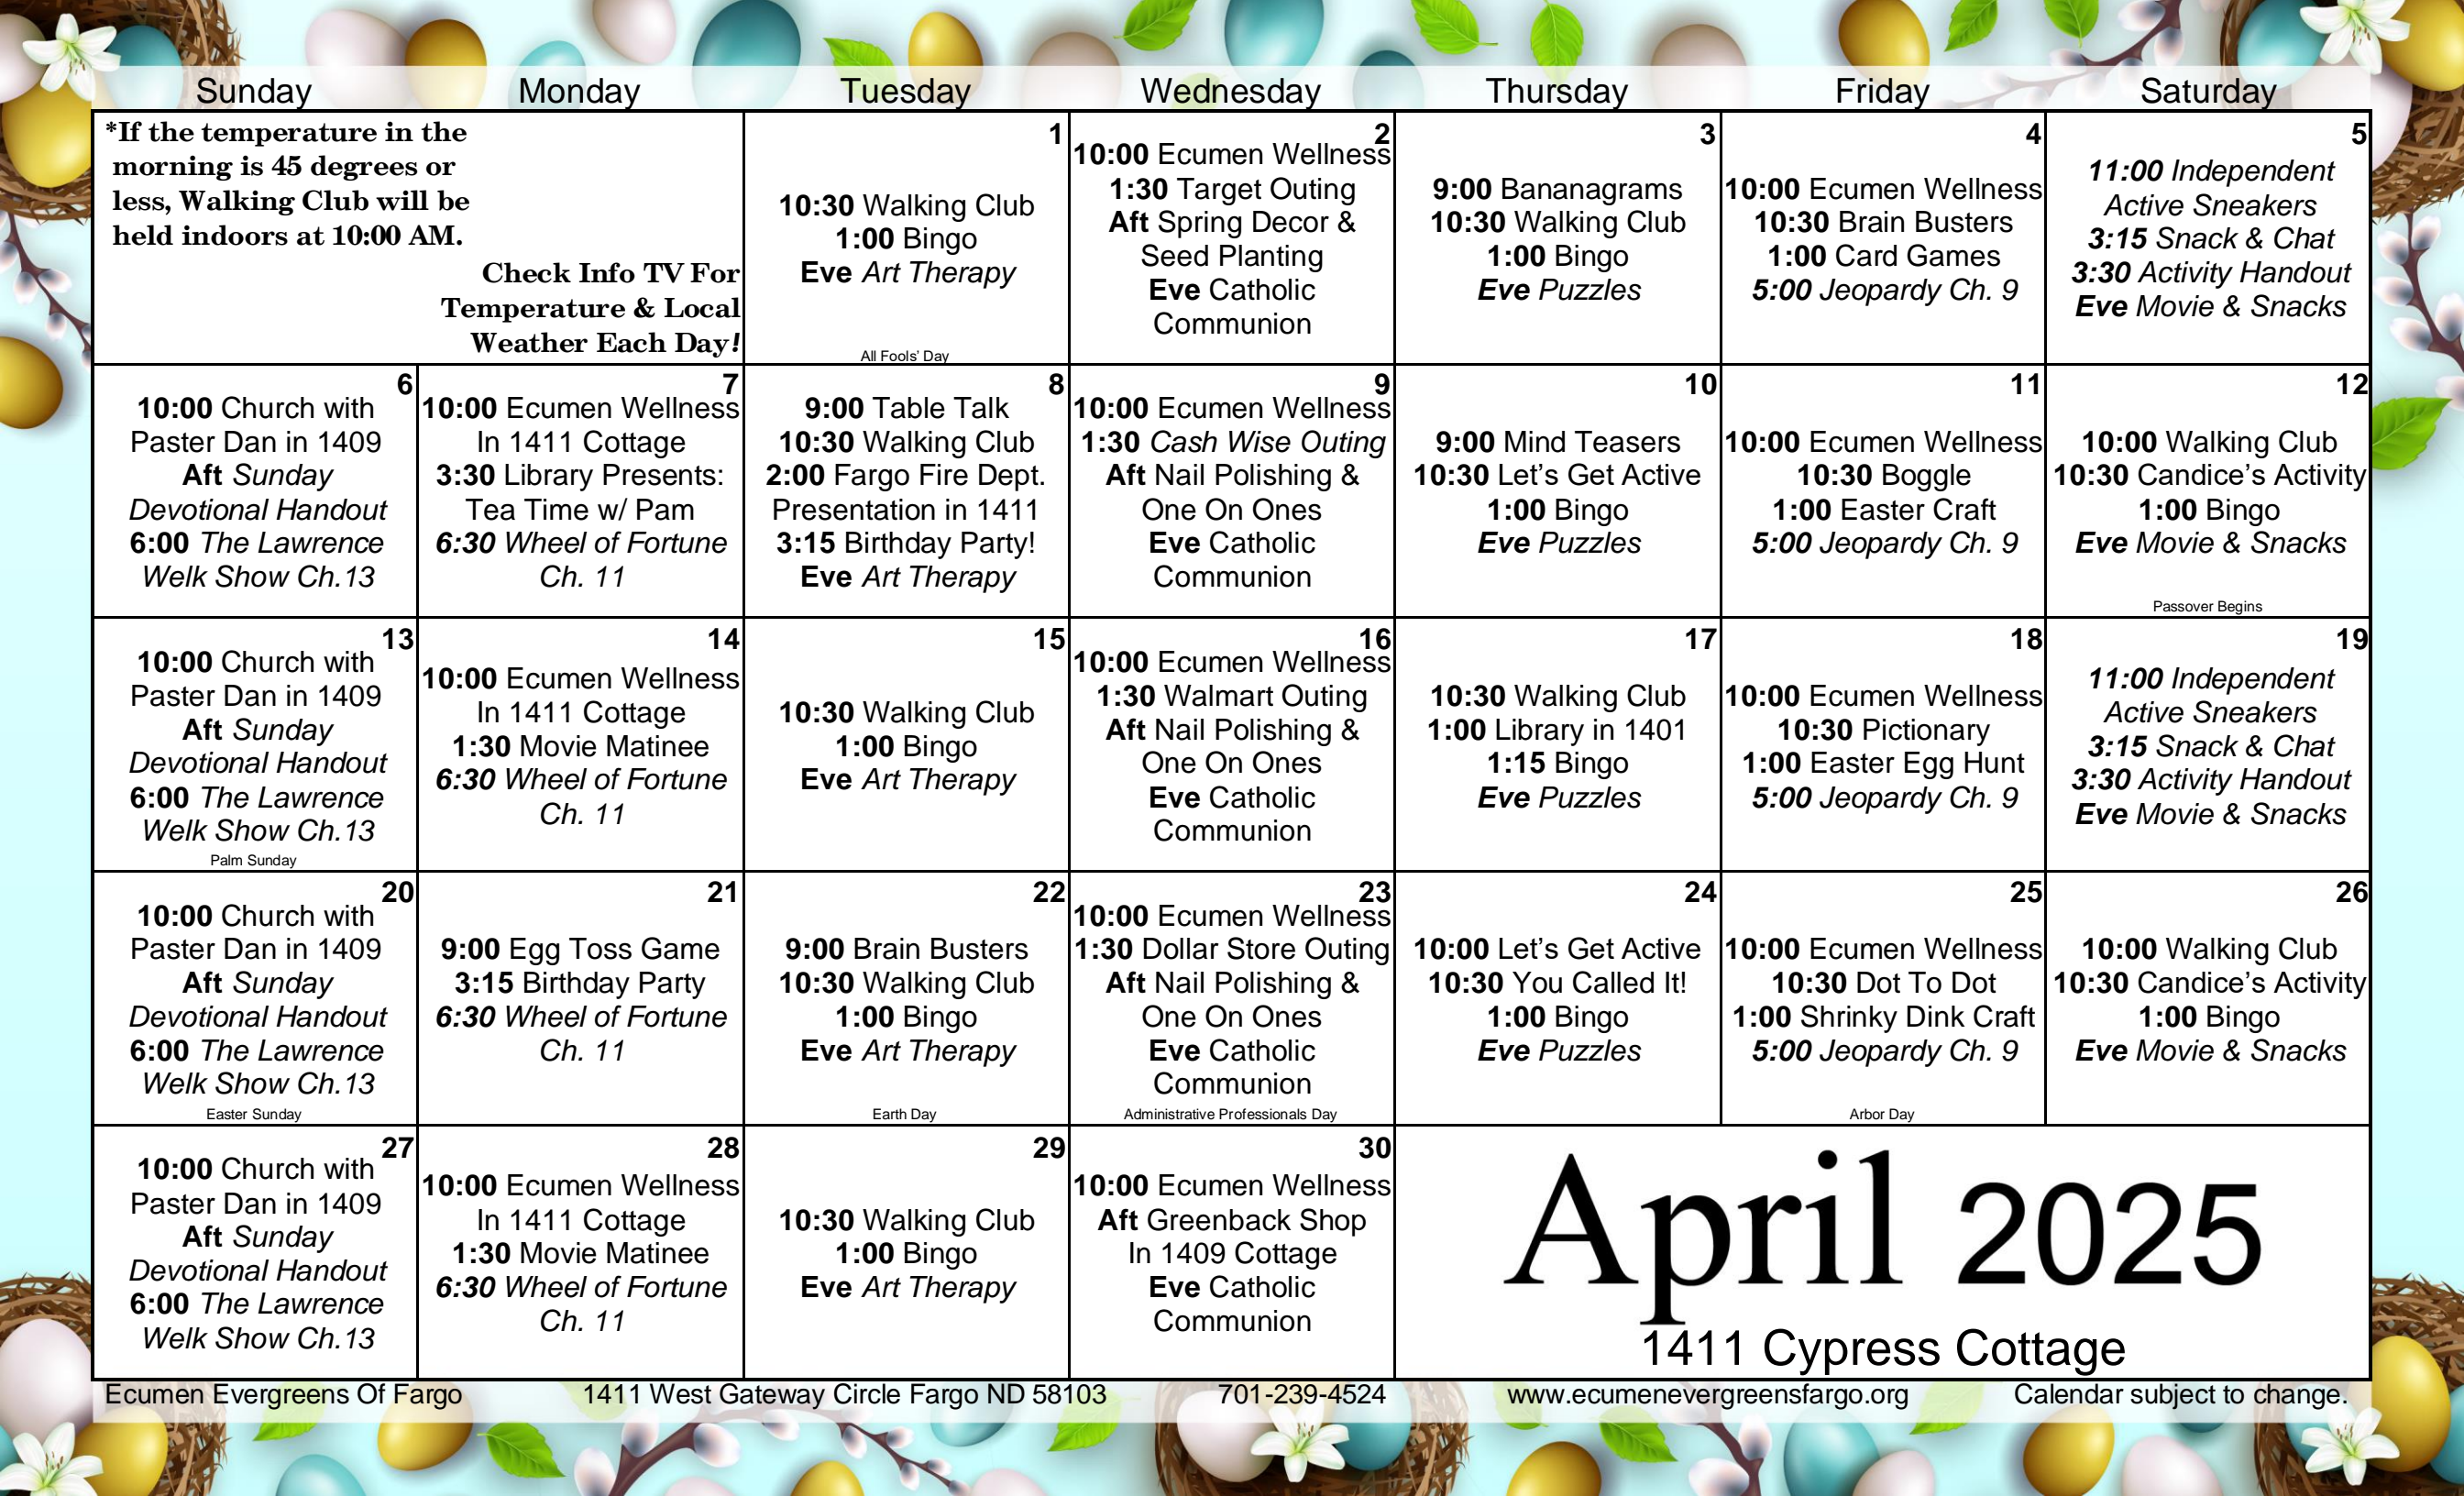 Sunday Monday Tuesday Wednesday Thursday Friday Saturday
*If the temperature in the
morning is 45 degrees or
less, Walking Club will be
held indoors at 10:00 AM.
Check Info TV For
Temperature & Local
Weather Each Day!
1
10:30 Walking Club
1:00 Bingo
Eve Art Therapy
All Fools' Day
2
10:00 Ecumen Wellness
1:30 Target Outing
Aft Spring Decor &
Seed Planting
Eve Catholic
Communion
3
9:00 Bananagrams
10:30 Walking Club
1:00 Bingo
Eve Puzzles
4
10:00 Ecumen Wellness
10:30 Brain Busters
1:00 Card Games
5:00 Jeopardy Ch. 9
5
11:00 Independent
Active Sneakers
3:15 Snack & Chat
3:30 Activity Handout
Eve Movie & Snacks
6
10:00 Church with
Paster Dan in 1409
Aft Sunday
Devotional Handout
6:00 The Lawrence
Welk Show Ch.13
7
10:00 Ecumen Wellness
In 1411 Cottage
3:30 Library Presents:
Tea Time w/ Pam
6:30 Wheel of Fortune
Ch. 11
8
9:00 Table Talk
10:30 Walking Club
2:00 Fargo Fire Dept.
Presentation in 1411
3:15 Birthday Party!
Eve Art Therapy
9
10:00 Ecumen Wellness
1:30 Cash Wise Outing
Aft Nail Polishing &
One On Ones
Eve Catholic
Communion
10
9:00 Mind Teasers
10:30 Let's Get Active
1:00 Bingo
Eve Puzzles
11
10:00 Ecumen Wellness
10:30 Boggle
1:00 Easter Craft
5:00 Jeopardy Ch. 9
12
10:00 Walking Club
10:30 Candice's Activity
1:00 Bingo
Eve Movie & Snacks
Passover Begins
13
10:00 Church with
Paster Dan in 1409
Aft Sunday
Devotional Handout
6:00 The Lawrence
Welk Show Ch.13
Palm Sunday
14
10:00 Ecumen Wellness
In 1411 Cottage
1:30 Movie Matinee
6:30 Wheel of Fortune
Ch. 11
15
10:30 Walking Club
1:00 Bingo
Eve Art Therapy
16
10:00 Ecumen Wellness
1:30 Walmart Outing
Aft Nail Polishing &
One On Ones
Eve Catholic
Communion
17
10:30 Walking Club
1:00 Library in 1401
1:15 Bingo
Eve Puzzles
18
10:00 Ecumen Wellness
10:30 Pictionary
1:00 Easter Egg Hunt
5:00 Jeopardy Ch. 9
19
11:00 Independent
Active Sneakers
3:15 Snack & Chat
3:30 Activity Handout
Eve Movie & Snacks
20
10:00 Church with
Paster Dan in 1409
Aft Sunday
Devotional Handout
6:00 The Lawrence
Welk Show Ch.13
Easter Sunday
21
9:00 Egg Toss Game
3:15 Birthday Party
6:30 Wheel of Fortune
Ch. 11
22
9:00 Brain Busters
10:30 Walking Club
1:00 Bingo
Eve Art Therapy
Earth Day
23
10:00 Ecumen Wellness
1:30 Dollar Store Outing
Aft Nail Polishing &
One On Ones
Eve Catholic
Communion
Administrative Professionals Day
24
10:00 Let's Get Active
10:30 You Called It!
1:00 Bingo
Eve Puzzles
25
10:00 Ecumen Wellness
10:30 Dot To Dot
1:00 Shrinky Dink Craft
5:00 Jeopardy Ch. 9
Arbor Day
26
10:00 Walking Club
10:30 Candice's Activity
1:00 Bingo
Eve Movie & Snacks
27
10:00 Church with
Paster Dan in 1409
Aft Sunday
Devotional Handout
6:00 The Lawrence
Welk Show Ch.13
28
10:00 Ecumen Wellness
In 1411 Cottage
1:30 Movie Matinee
6:30 Wheel of Fortune
Ch. 11
29
10:30 Walking Club
1:00 Bingo
Eve Art Therapy
30
10:00 Ecumen Wellness
Aft Greenback Shop
In 1409 Cottage
Eve Catholic
Communion
April 2025
1411 Cypress Cottage
Ecumen Evergreens Of Fargo 1411 West Gateway Circle Fargo ND 58103 701-239-4524 www.ecumenevergreensfargo.org Calendar subject to change.